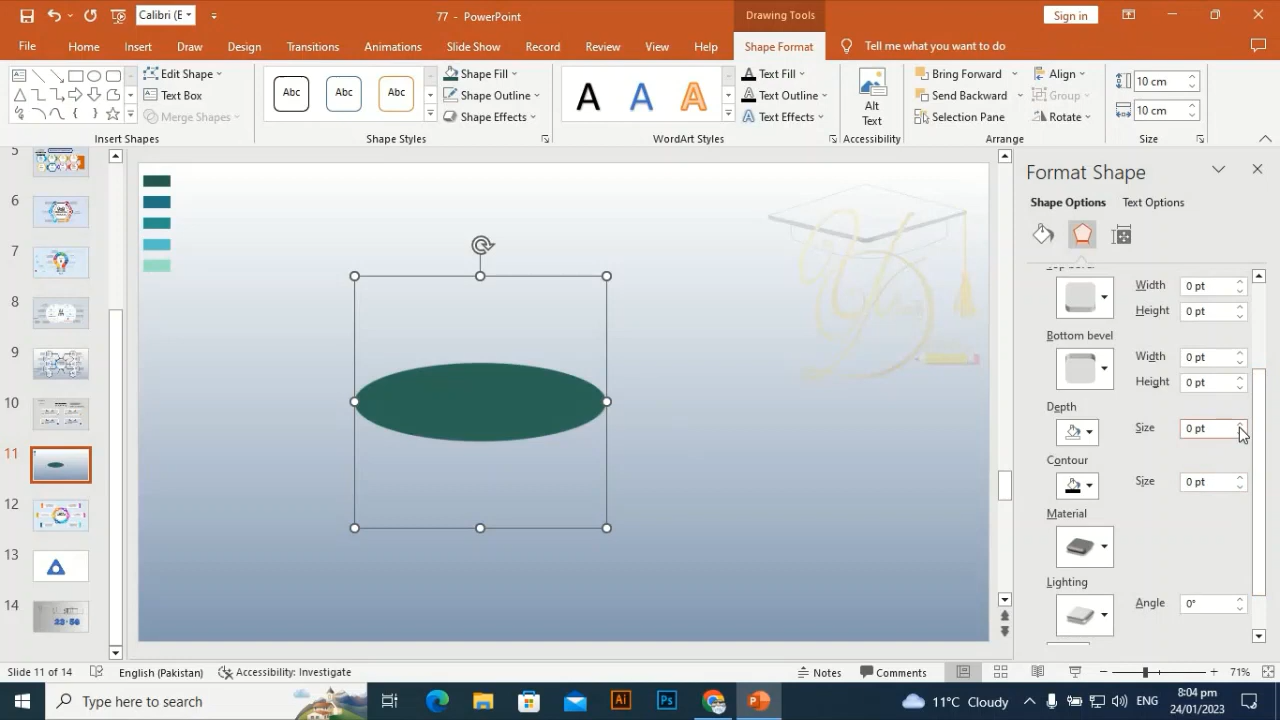 Calibri (E
77 - PowerPoint
Drawing Tools
Sign in
File
Home
Insert
Draw
Design
Transitions
Animations
Slide Show
Record
Review
View
Help
Shape Format
Tell me what you want to do
Edit Shape
Text Box
Merge Shapes
Insert Shapes
Abc
Abc
Abc
Shape Fill
Shape Outline
Shape Effects
Shape Styles
A
A
A
Text Fill
Text Outline
Text Effects
WordArt Styles
Alt
Text
Accessibility
Bring Forward
Send Backward
Selection Pane
Align
Group
Rotate
Arrange
10 cm
10 cm
Size
5
6
7
8
9
10
11
12
13
14
Format Shape
Shape Options
Text Options
Width
0 pt
Height
0 pt
Bottom bevel
Width
0 pt
Height
0 pt
Depth
Size
0 pt
Contour
Size
0 pt
Material
Lighting
Angle
0°
Slide 11 of 14
English (Pakistan)
Accessibility: Investigate
Notes
Comments
71%
Type here to search
Ai
Ps
11°C Cloudy
ENG
8:04 pm
24/01/2023